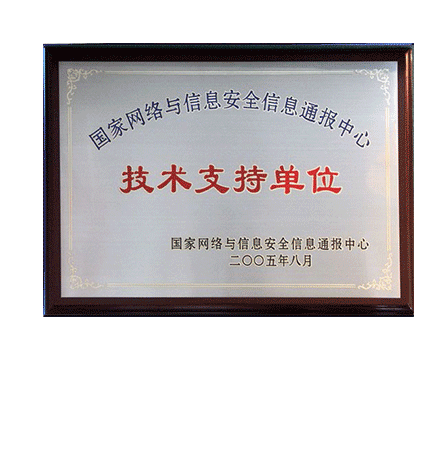 国家网络与信息安全信息通报中心
技术支持单位
国家网络与信息安全信息通报中心
二〇〇五年八月